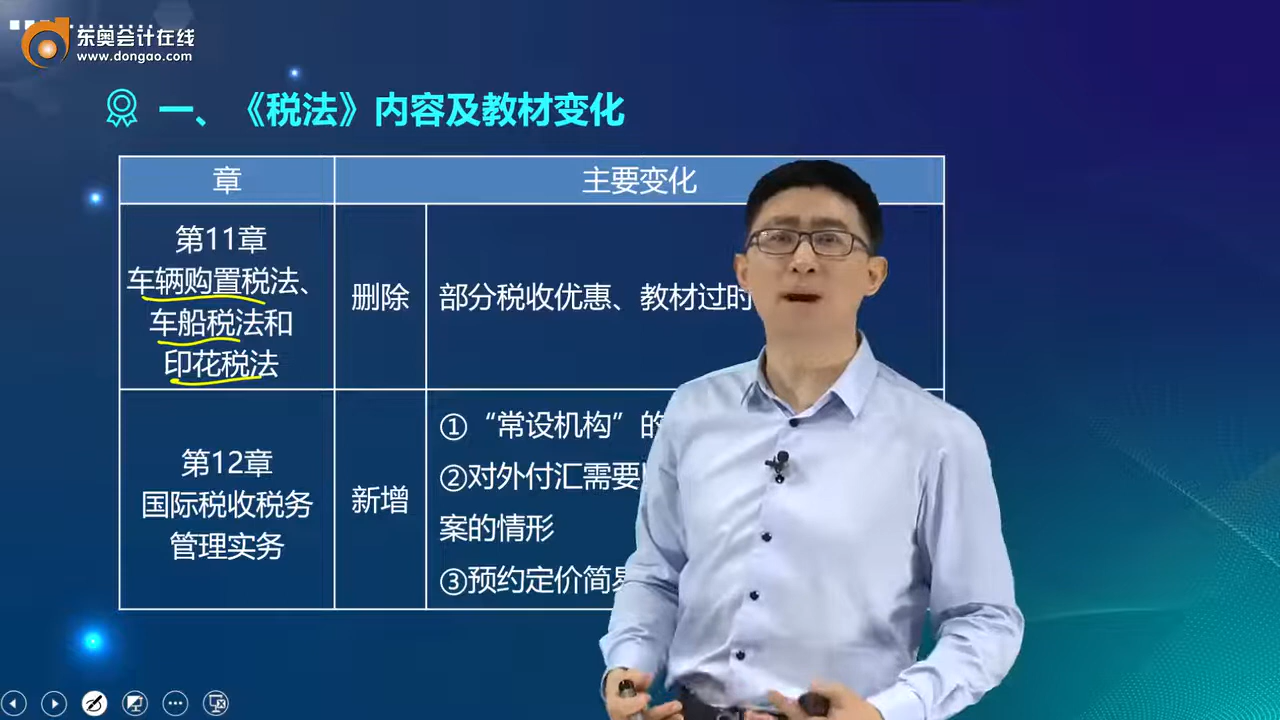 东奥会计在线
www.dongao.com
一、《税法》内容及教材变化
章
主要变化
第11章
车辆购置税法、
车船税法和
印花税法
删除
部分税收优惠、教材过时
第12章
国际税收税务
管理实务
新增
①“常设机构”的
②对外付汇需要
案的情形
③预约定价简易